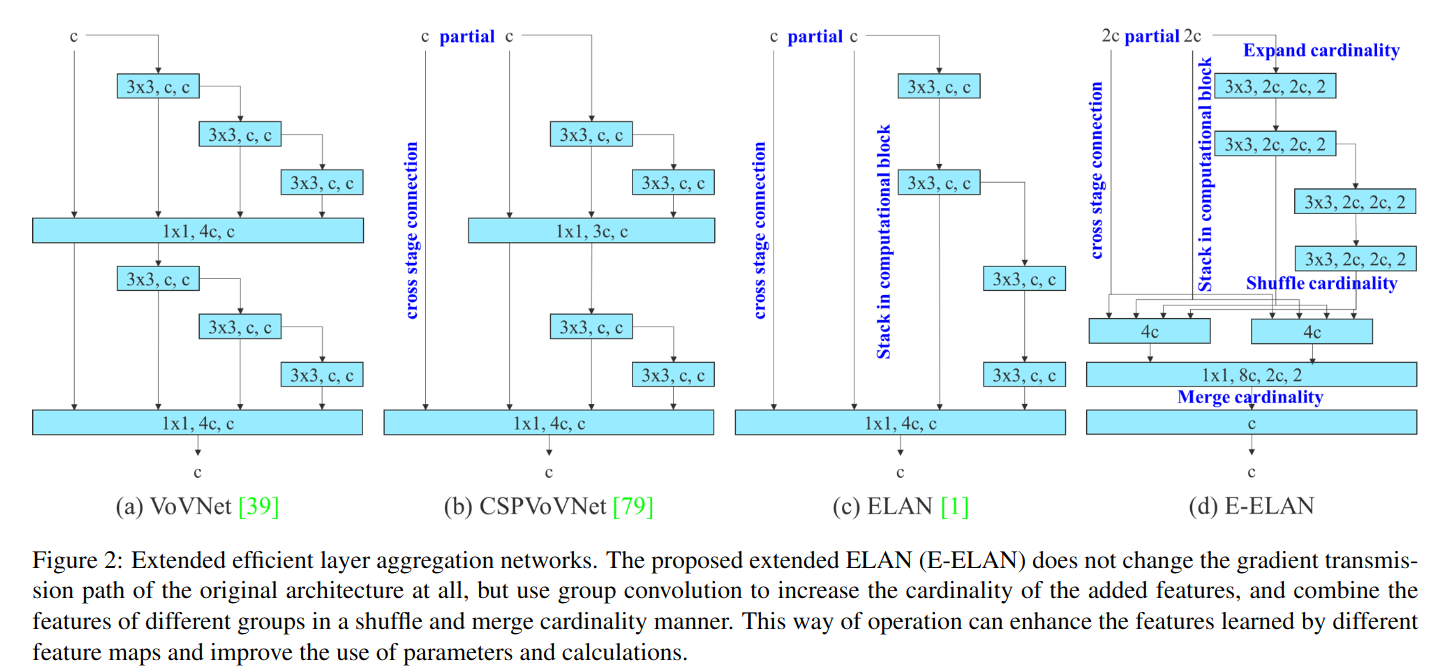 c
3x3, c, c
3x3, c, c
3x3, c, c
1x1, 4c, c
3x3, c, c
3x3, c, c
3x3, c, c
1x1, 4c, c
c
(a) VoVNet [39]
c partial c
cross stage connection
3x3, c, c
3x3, c, c
1x1, 3c, c
3x3, c, c
3x3, c, c
1x1, 4c, c
c
(b) CSPVoVNet [79]
c partial c
cross stage connection
Stack in computational block
3x3, c, c
3x3, c, c
3x3, c, c
3x3, c, c
1x1, 4c, c
c
(c) ELAN [1]
2c partial 2c
Expand cardinality
cross stage connection
Stack in computational block
3x3, 2c, 2c, 2
3x3, 2c, 2c, 2
3x3, 2c, 2c, 2
3x3, 2c, 2c, 2
Shuffle cardinality
4c
4c
1x1, 8c, 2c, 2
Merge cardinality
c
c
(d) E-ELAN
Figure 2: Extended efficient layer aggregation networks. The proposed extended ELAN (E-ELAN) does not change the gradient transmis-
sion path of the original architecture at all, but use group convolution to increase the cardinality of the added features, and combine the
features of different groups in a shuffle and merge cardinality manner. This way of operation can enhance the features learned by different
feature maps and improve the use of parameters and calculations.